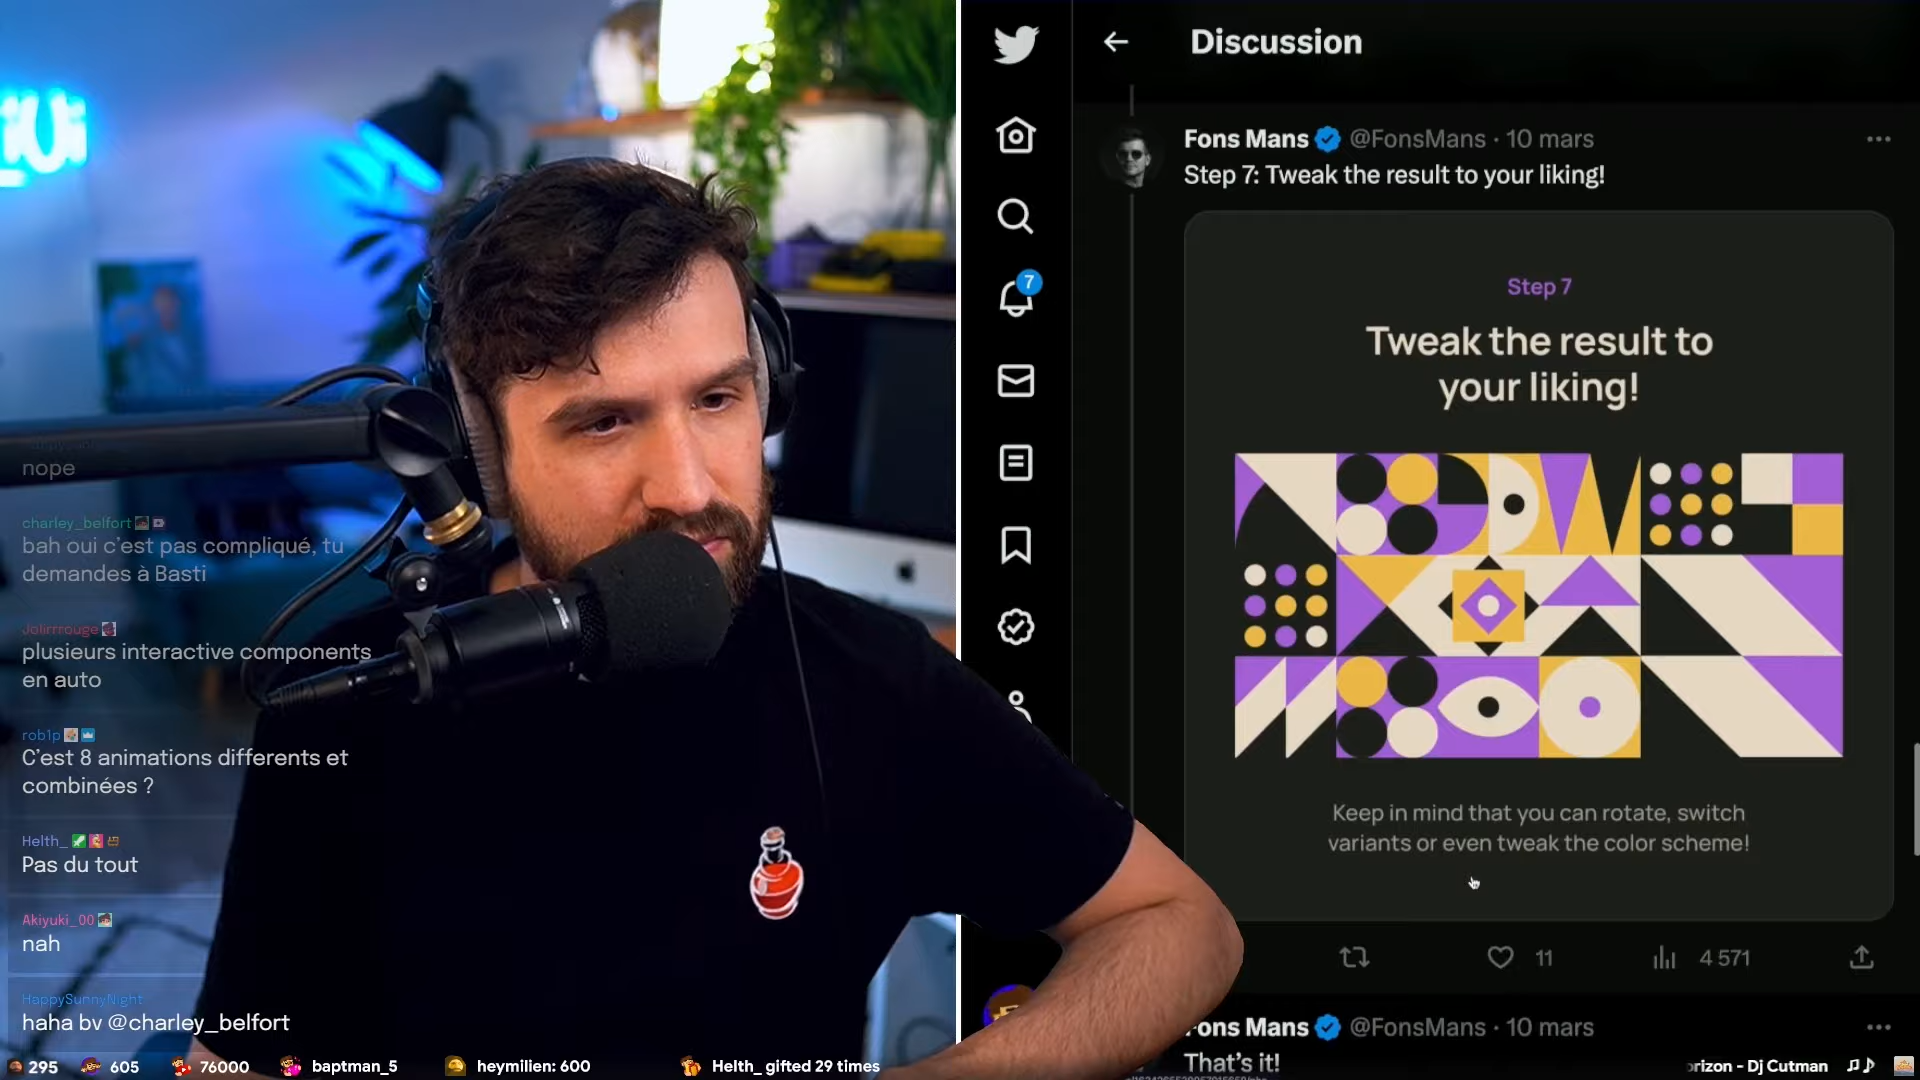 nope
charley_belfort
bah oui c'est pas compliqué, tu
demandes à Basti
Jolirrrouge
plusieurs interactive components
en auto
rob1p
C'est 8 animations differents et
combinées ?
Helth_
Pas du tout
Akiyuki_00
nah
HappySunnyNight
haha bv @charley_belfort
295
605
76000
baptman_5
heymilien: 600
Helth_ gifted 29 times
Discussion
7
Fons Mans @FonsMans · 10 mars
Step 7: Tweak the result to your liking!
Step 7
Tweak the result to
your liking!
Keep in mind that you can rotate, switch
variants or even tweak the color scheme!
11
4 571
Fons Mans @FonsMans · 10 mars
That's it!
orizon - Dj Cutman